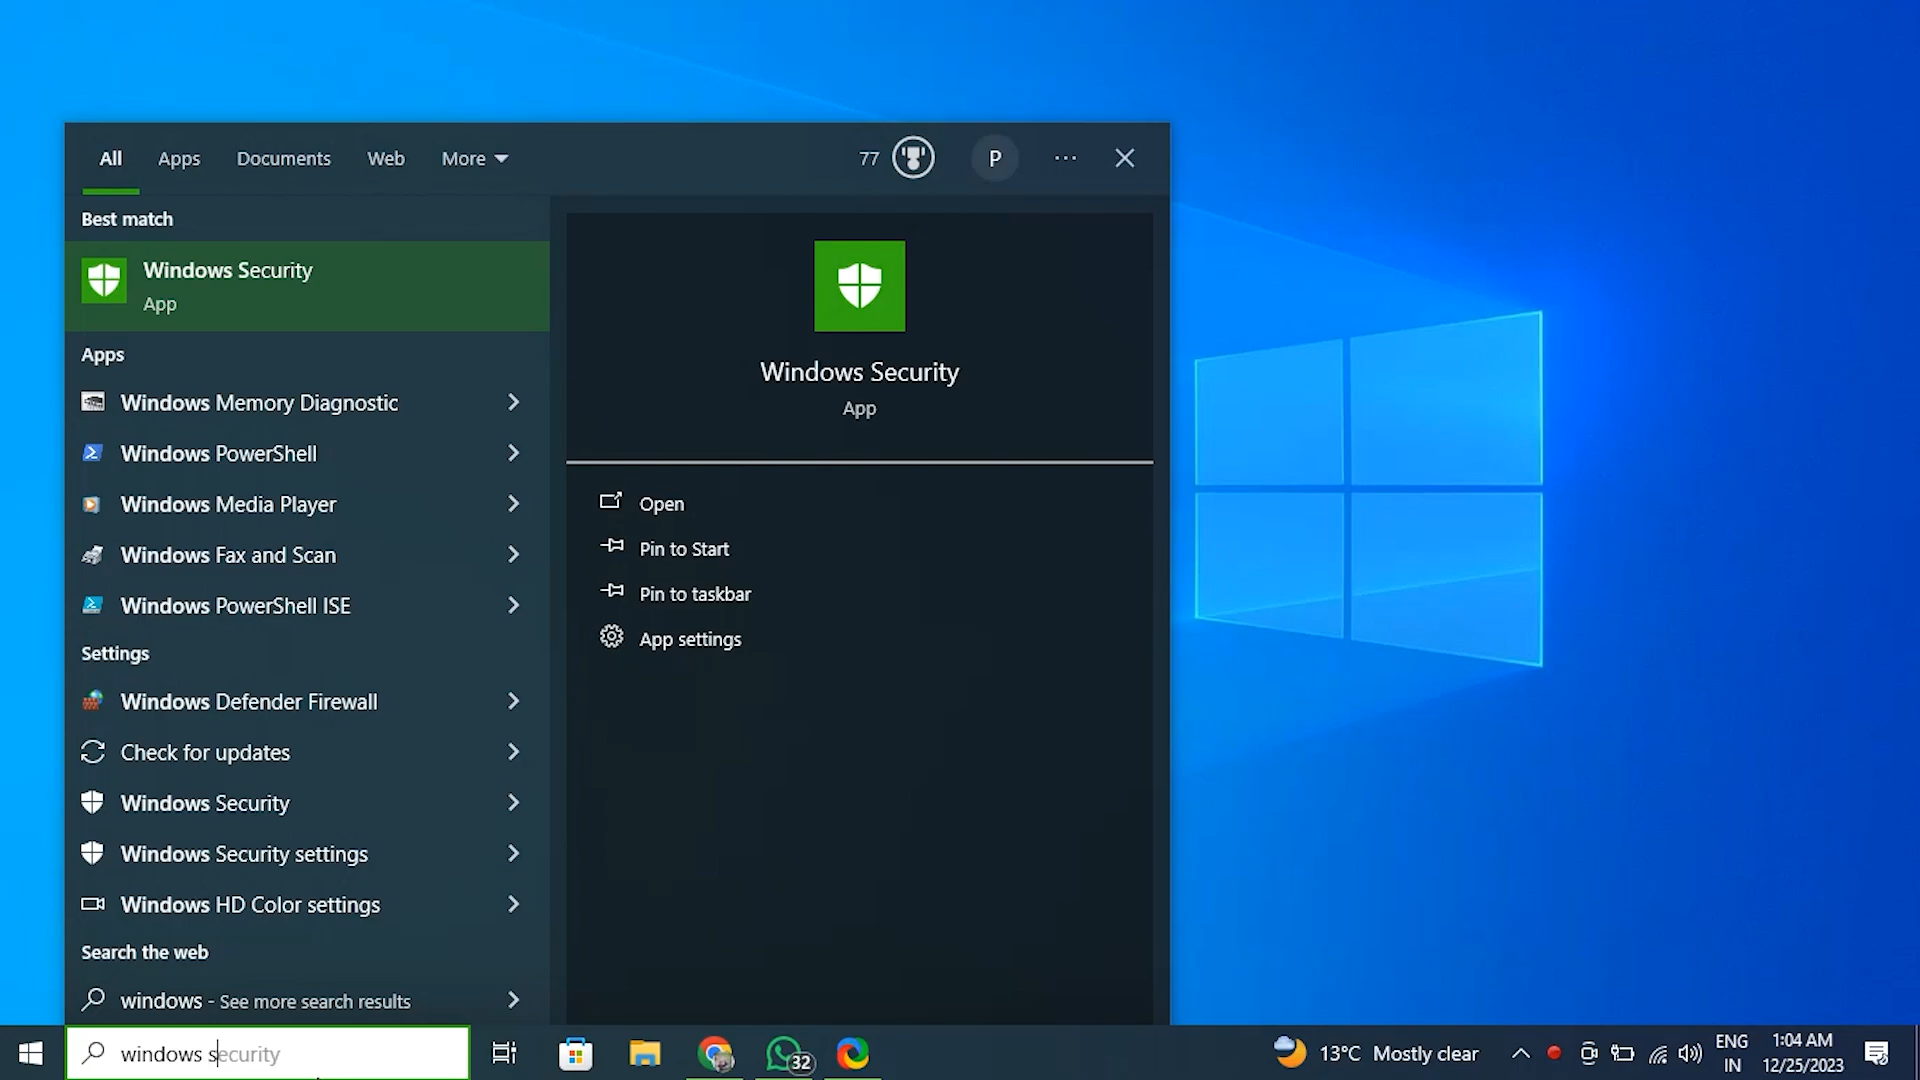 All Apps Documents Web More 77 P
Best match
Windows Security
App
Apps
Windows Memory Diagnostic
Windows PowerShell
Windows Media Player
Windows Fax and Scan
Windows PowerShell ISE
Settings
Windows Defender Firewall
Check for updates
Windows Security
Windows Security settings
Windows HD Color settings
Search the web
windows - See more search results
Windows Security
App
Open
Pin to Start
Pin to taskbar
App settings
windows security
32
13°C Mostly clear
ENG
IN
1:04 AM
12/25/2023